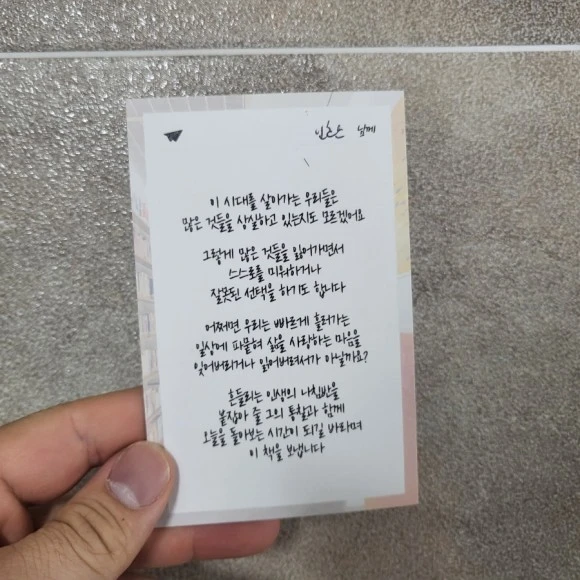 님께
이 시대를 살아가는 우리들은
많은 것들을 상실하고 있는지도 모르겠어요
그렇게 많은 것들을 잃어가면서
스스로를 미워하거나
잘못된 선택을 하기도 합니다
어쩌면 우리는 빠르게 흘러가는
일상에 파묻혀 삶을 사랑하는 마음을
잊어버리거나 잃어버려서가 아닐까요?
흔들리는 인생의 나침반을
붙잡아 줄 그의 통찰과 함께
오늘을 돌아보는 시간이 되길 바라며
이 책을 보냅니다